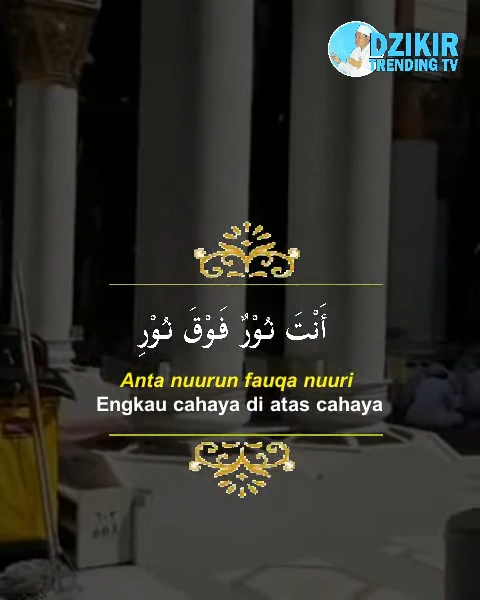 DZIKIR
TRENDING TV
أَنْتَ نُوْرٌ فَوْقَ نُوْرِ
Anta nuurun fauqa nuuri
Engkau cahaya di atas cahaya